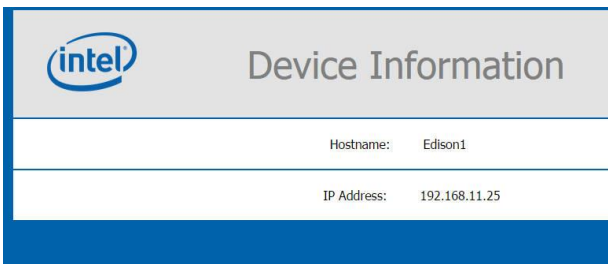 intel
Device Information
Hostname: Edison1
IP Address: 192.168.11.25